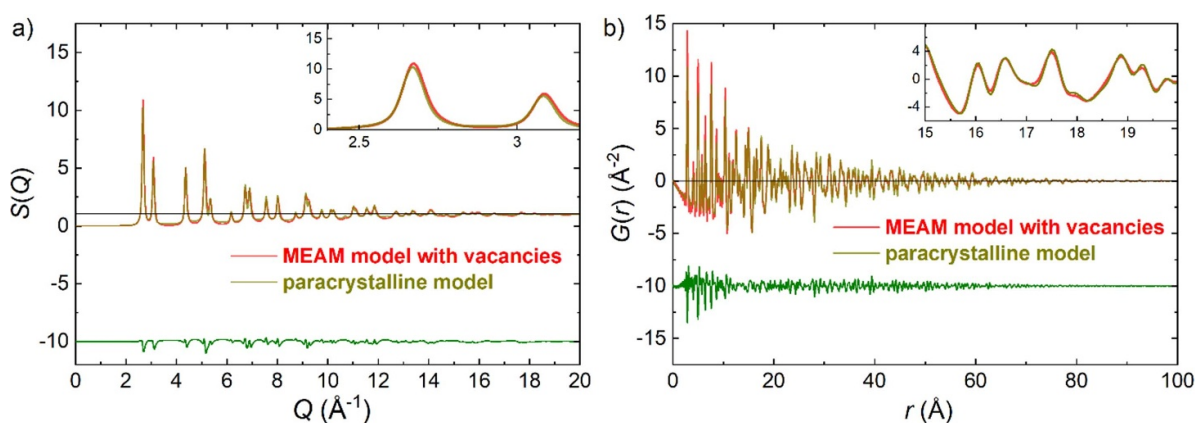 a)
15
10
5
0
-5
-10
S(Q)
0 2 4 6 8 10 12 14 16 18 20
Q (Å⁻¹)
15
10
5
0
2.5 3
MEAM model with vacancies
paracrystalline model
b)
15
10
5
0
-5
-10
-15
G(r) (Å⁻²)
0 20 40 60 80 100
r (Å)
4
0
-4
15 16 17 18 19
MEAM model with vacancies
paracrystalline model